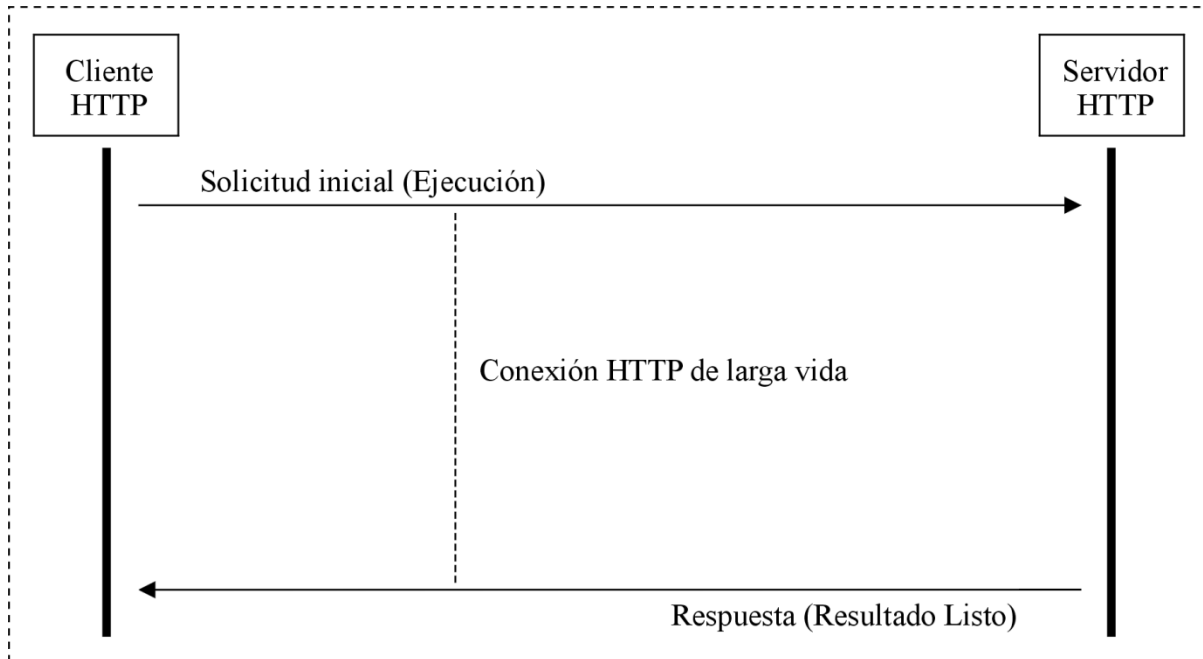 Cliente
HTTP
Servidor
HTTP
Solicitud inicial (Ejecución)
Conexión HTTP de larga vida
Respuesta (Resultado Listo)